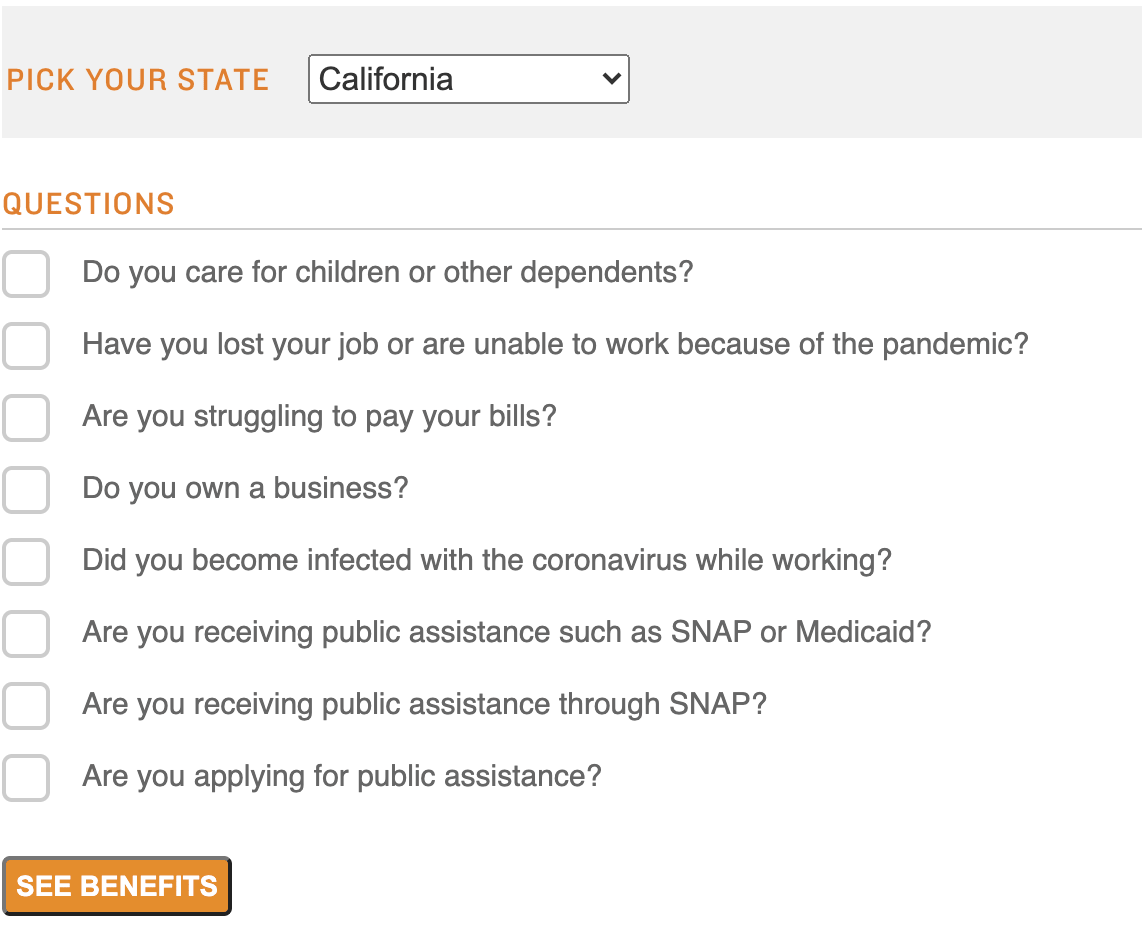 PICK YOUR STATE California
QUESTIONS
Do you care for children or other dependents?
Have you lost your job or are unable to work because of the pandemic?
Are you struggling to pay your bills?
Do you own a business?
Did you become infected with the coronavirus while working?
Are you receiving public assistance such as SNAP or Medicaid?
Are you receiving public assistance through SNAP?
Are you applying for public assistance?
SEE BENEFITS